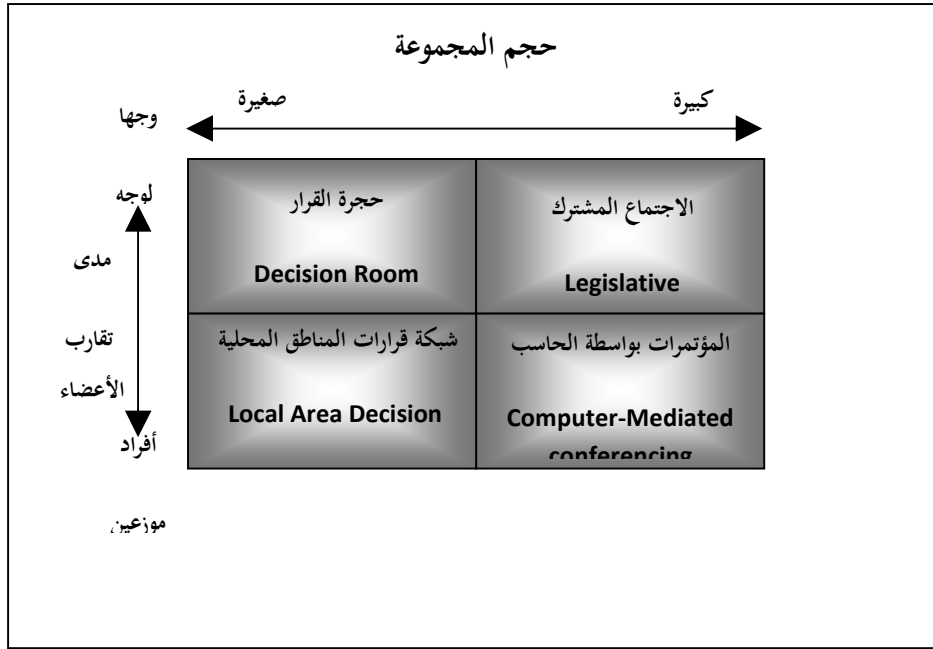 حجم المجموعة
صغيرة
كبيرة
وجها
لوجه
مدى
تقارب
الأعضاء
أفراد
موزعين
حجرة القرار
Decision Room
الاجتماع المشترك
Legislative
شبكة قرارات المناطق المحلية
Local Area Decision
المؤتمرات بواسطة الحاسب
Computer-Mediated
conferencing